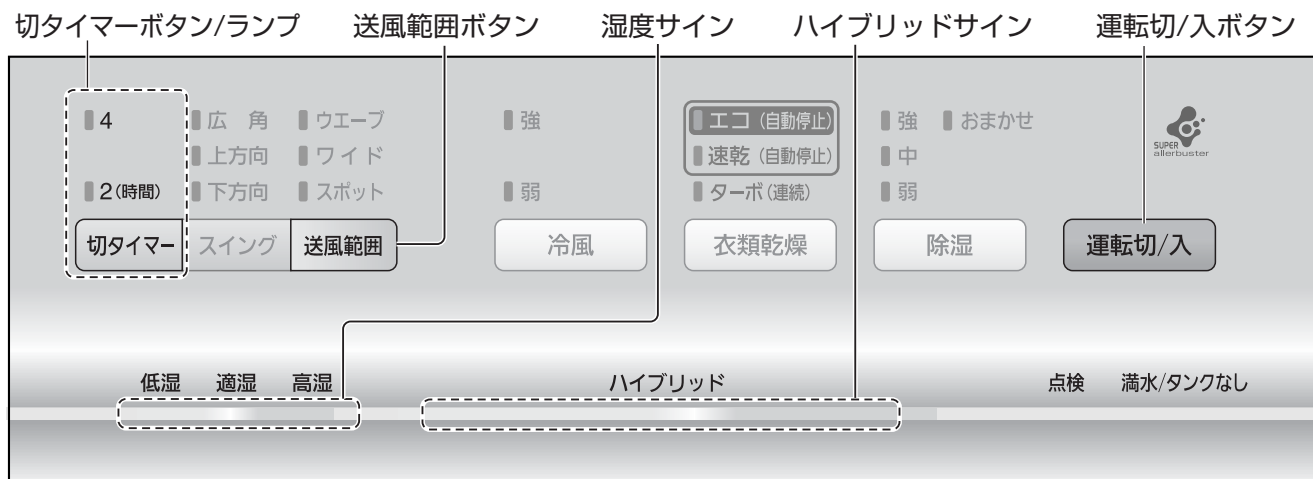 切タイマーボタン/ランプ 送風範囲ボタン 湿度サイン ハイブリッドサイン 運転切/入ボタン
4 広 角 ウエーブ 強 エコ(自動停止) 強 おまかせ
上方向 ワイド 速乾(自動停止) 中
2(時間) 下方向 スポット 弱 ターボ(連続) 弱
SUPER
allerbuster
切タイマー スイング 送風範囲 冷風 衣類乾燥 除湿 運転切/入
低湿 適湿 高湿 ハイブリッド 点検 満水/タンクなし